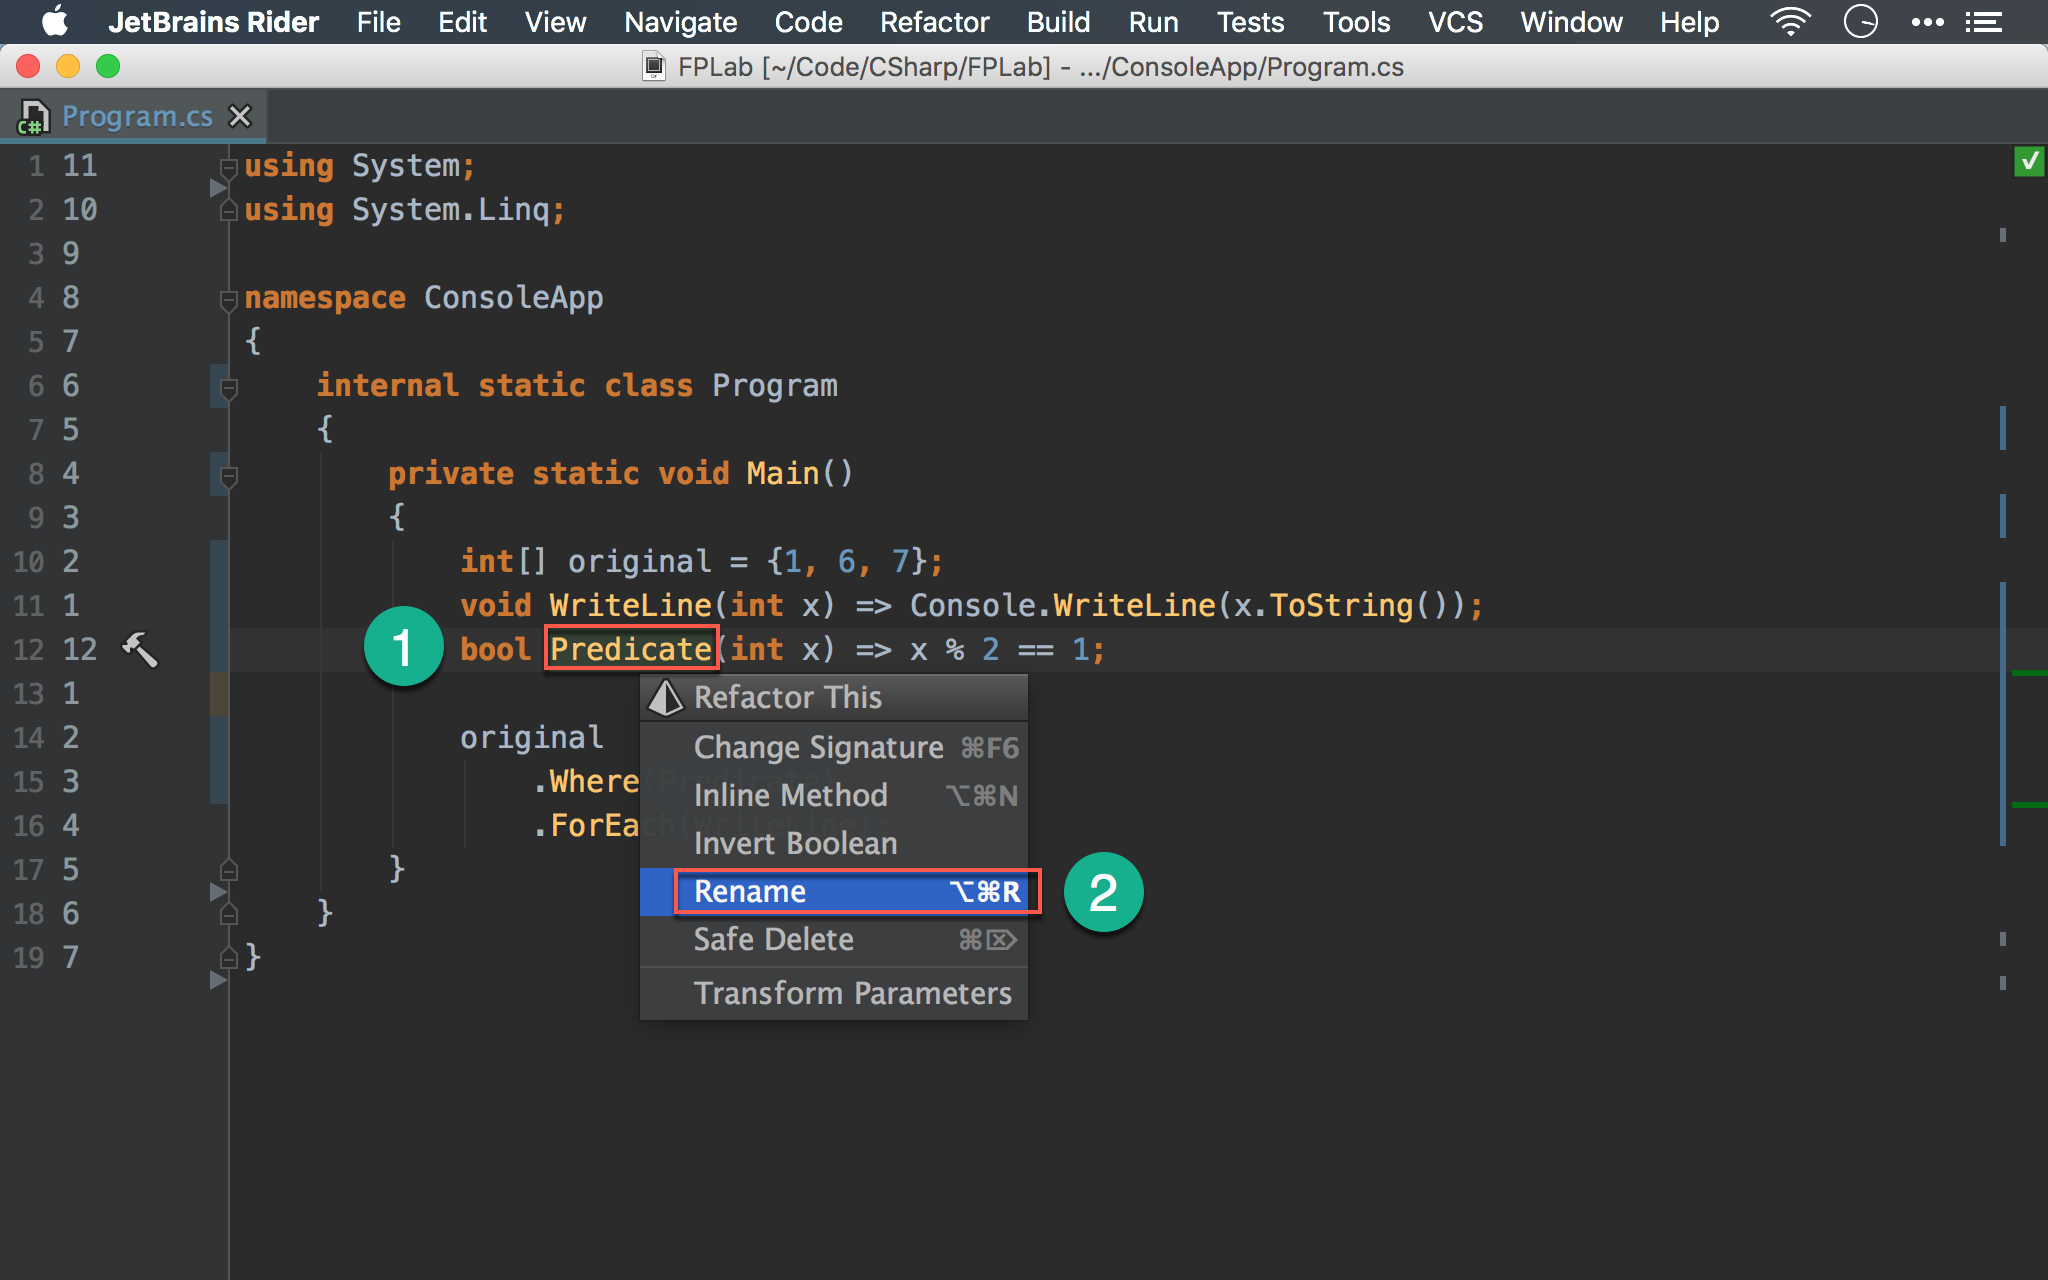 JetBrains Rider File Edit View Navigate Code Refactor Build Run Tests Tools VCS Window Help
FPLab [~/Code/CSharp/FPLab] - .../ConsoleApp/Program.cs
C# Program.cs
1 11 using System;
2 10 using System.Linq;
3 9
4 8 namespace ConsoleApp
5 7 {
6 6 internal static class Program
7 5 {
8 4 private static void Main()
9 3 {
10 2 int[] original = {1, 6, 7};
11 1 void WriteLine(int x) => Console.WriteLine(x.ToString());
12 12 1 bool Predicate(int x) => x % 2 == 1;
13 1
14 2 original
15 3 .Where(Predicate)
16 4 .ForEach(WriteLine);
17 5 }
18 6 }
19 7 }
Refactor This
Change Signature ⌘F6
Inline Method ⌥⌘N
Invert Boolean
Rename ⌥⌘R
2
Safe Delete ⌘⌦
Transform Parameters